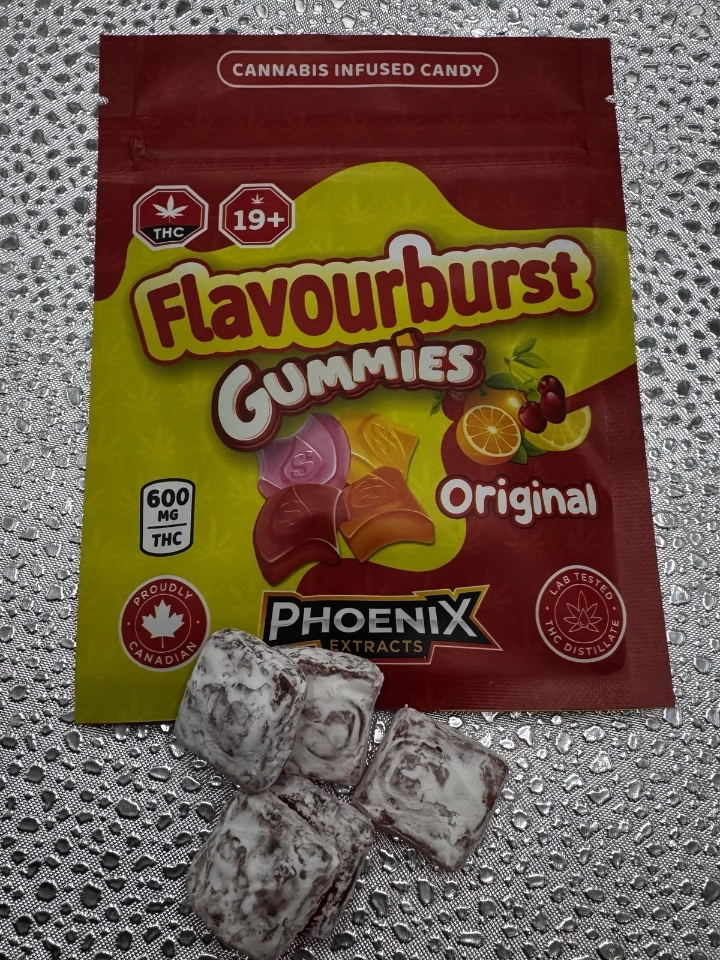 CANNABIS INFUSED CANDY
THC
19+
Flavourburst
GUMMIES
S
S
S
S
Original
600
MG
THC
PROUDLY
CANADIAN
PHOENIX
EXTRACTS
LAB TESTED
THC DISTILLATE